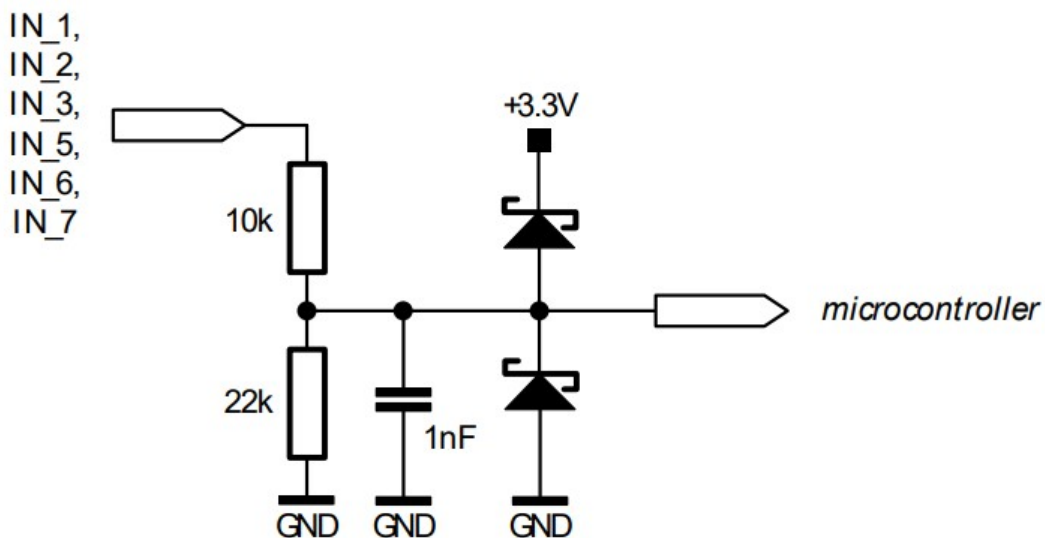 IN_1,
IN_2,
IN_3,
IN_5,
IN_6,
IN_7
+3.3V
10k
microcontroller
22k
1nF
GND
GND
GND